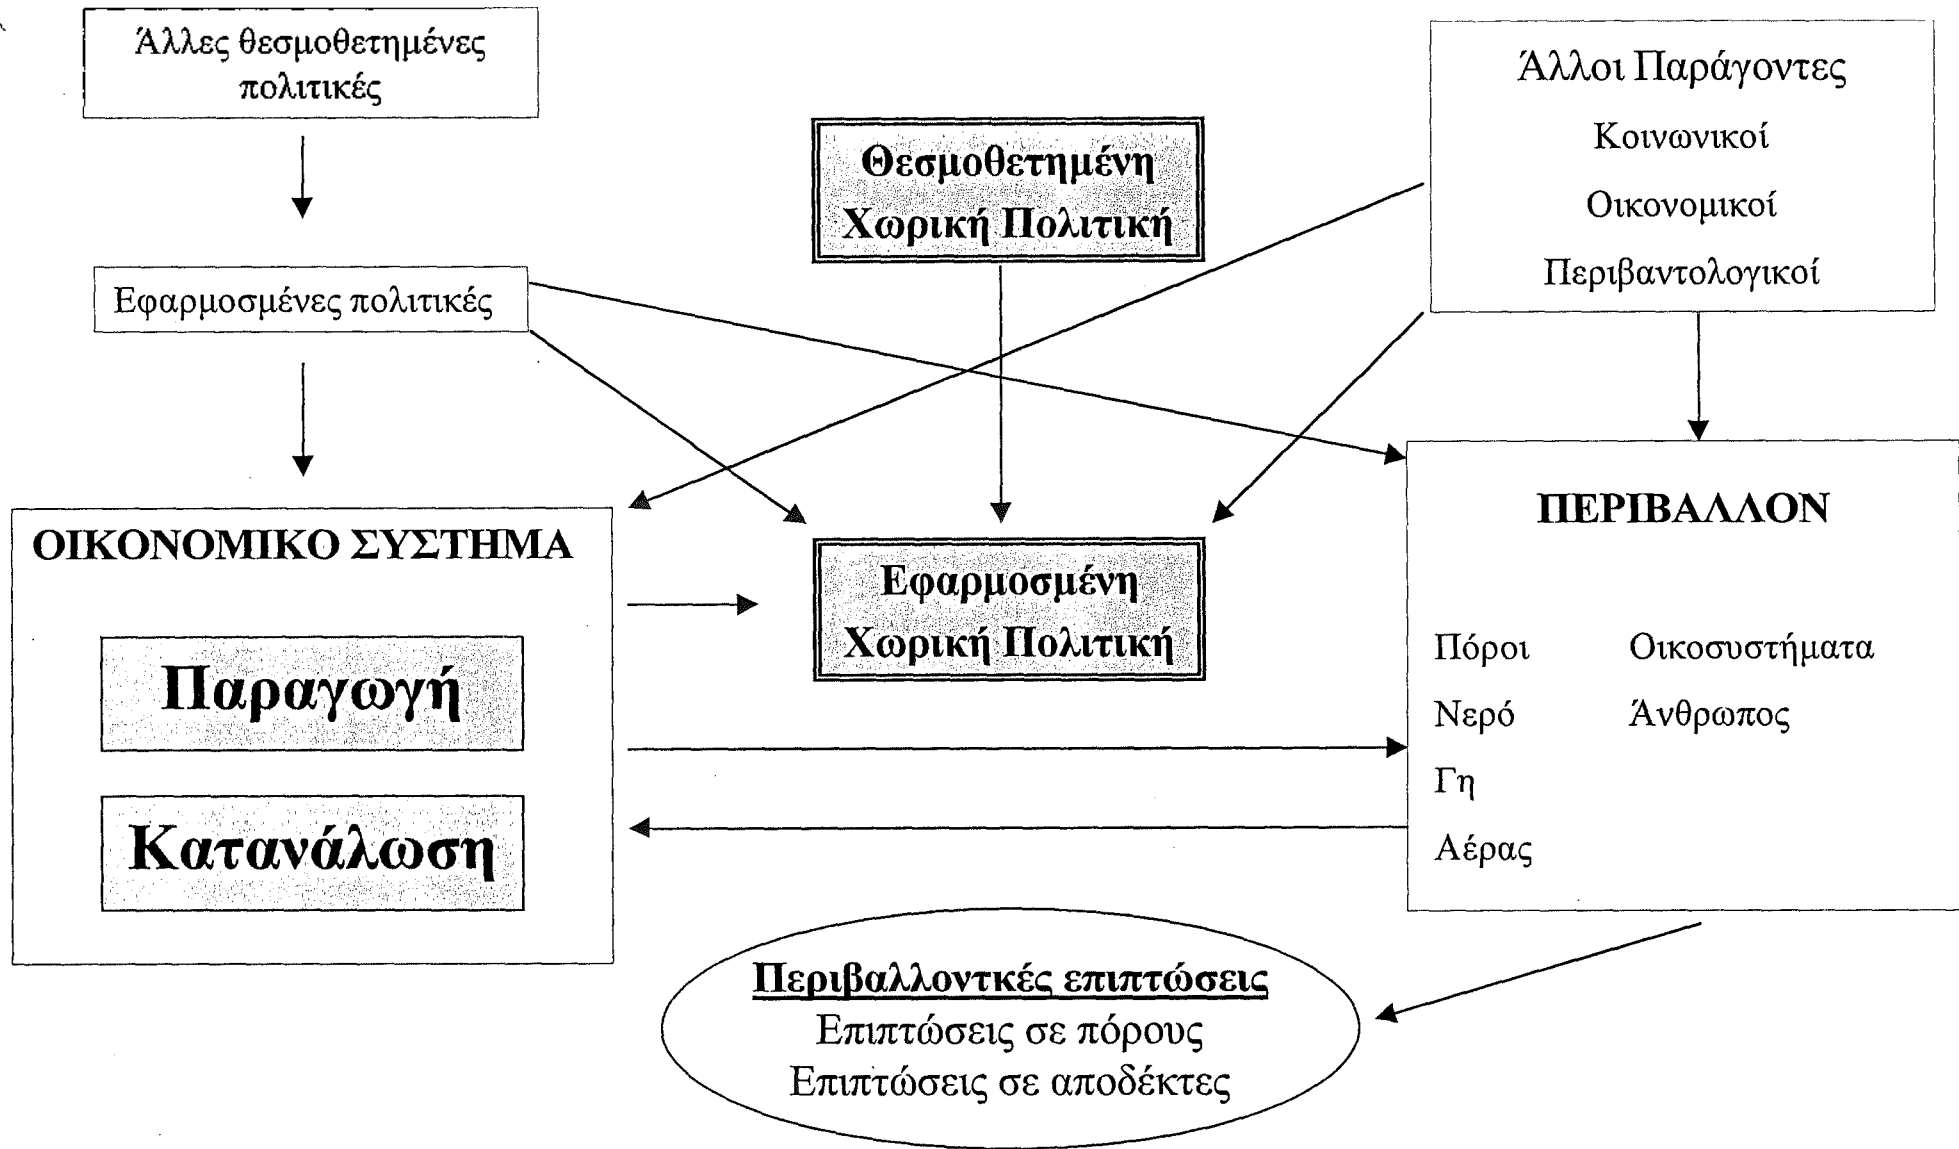 Άλλες θεσμοθετημένες
πολιτικές
Άλλοι Παράγοντες
Κοινωνικοί
Οικονομικοί
Περιβαντολογικοί
Θεσμοθετημένη
Χωρική Πολιτική
Εφαρμοσμένες πολιτικές
ΟΙΚΟΝΟΜΙΚΟ ΣΥΣΤΗΜΑ
Παραγωγή
Κατανάλωση
Εφαρμοσμένη
Χωρική Πολιτική
ΠΕΡΙΒΑΛΛΟΝ
Πόροι Οικοσυστήματα
Νερό Άνθρωπος
Γη
Αέρας
Περιβαλλοντκές επιπτώσεις
Επιπτώσεις σε πόρους
Επιπτώσεις σε αποδέκτες